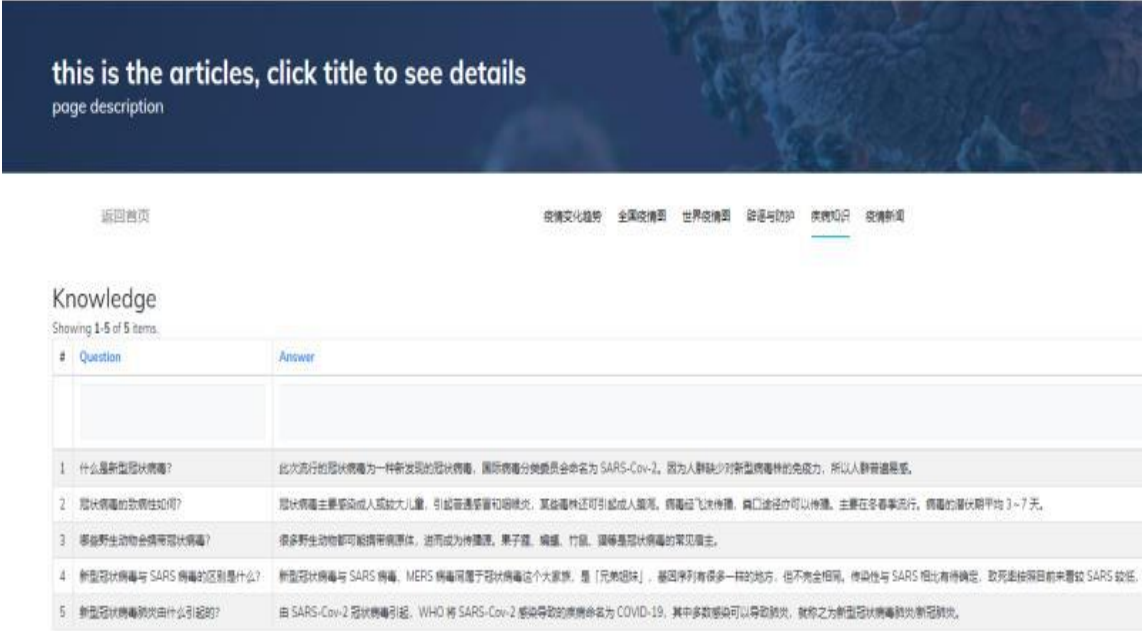 this is the articles, click title to see details
page description
返回首页
疫情变化趋势 全国疫情图 世界疫情图 辟谣与防护 疾病知识 疫情新闻
Knowledge
Showing 1-5 of 5 items.
# Question Answer
1 什么是新型冠状病毒? 此次流行的冠状病毒为一种新发现的冠状病毒，国际病毒分类委员会命名为 SARS-Cov-2。因为人群缺少对新型病毒株的免疫力，所以人群普遍易感。
2 冠状病毒的致病性如何? 冠状病毒主要感染成人或较大儿童，引起普通感冒和咽喉炎，某些毒株还可引起成人腹泻。病毒经飞沫传播，粪口途径亦可以传播。主要在冬春季流行。病毒的潜伏期平均 3~7 天。
3 哪些野生动物会携带冠状病毒? 很多野生动物都可能携带病原体，进而成为传播源。果子狸、蝙蝠、竹鼠、獾等是冠状病毒的常见宿主。
4 新型冠状病毒与 SARS 病毒的区别是什么? 新型冠状病毒与 SARS 病毒、MERS 病毒同属于冠状病毒这个大家族，是「兄弟姐妹」，基因序列有很多一样的地方，但不完全相同。传染性与 SARS 相比有待确定，致死率按照目前来看较 SARS 较低，
5 新型冠状病毒肺炎由什么引起的? 由 SARS-Cov-2 冠状病毒引起，WHO 将 SARS-Cov-2 感染导致的疾病命名为 COVID-19，其中多数感染可以导致肺炎，就称之为新型冠状病毒肺炎/新冠肺炎。